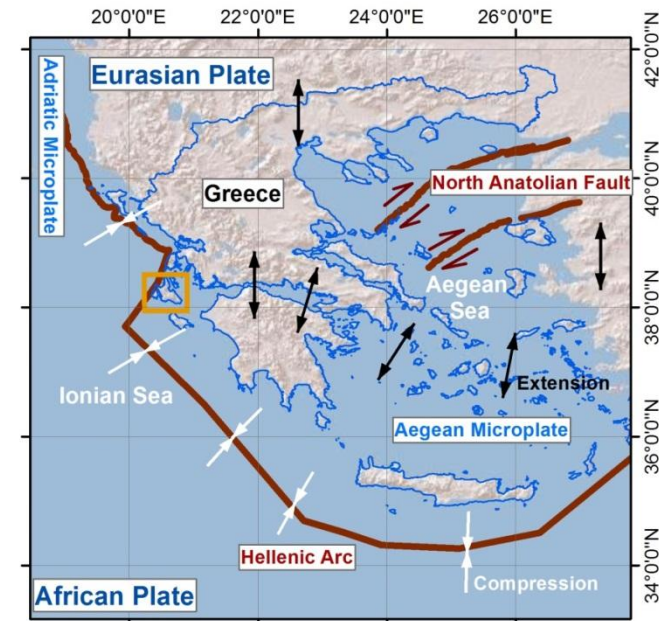 20°0'0"E 22°0'0"E 24°0'0"E 26°0'0"E
42°0'0"N
Eurasian Plate
Adriatic Microplate
Greece
North Anatolian Fault
40°0'0"N
Aegean
Sea
38°0'0"N
Ionian Sea
Extension
Aegean Microplate
36°0'0"N
Hellenic Arc
Compression
34°0'0"N
African Plate